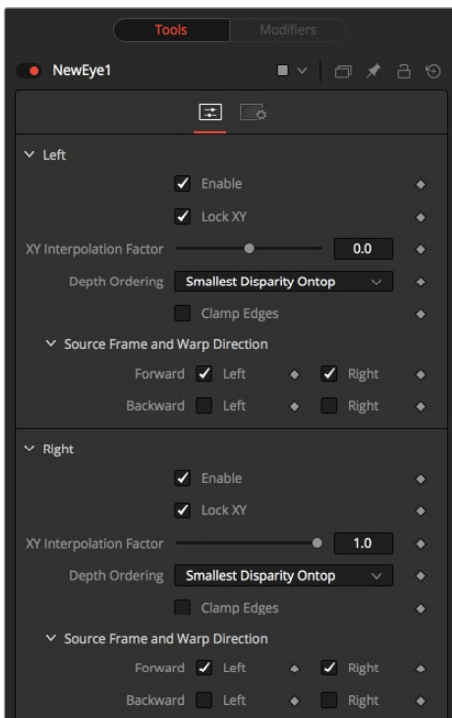 Tools Modifiers
NewEye1
Left
Enable
Lock XY
XY Interpolation Factor 0.0
Depth Ordering Smallest Disparity Ontop
Clamp Edges
Source Frame and Warp Direction
Forward Left Right
Backward Left Right
Right
Enable
Lock XY
XY Interpolation Factor 1.0
Depth Ordering Smallest Disparity Ontop
Clamp Edges
Source Frame and Warp Direction
Forward Left Right
Backward Left Right